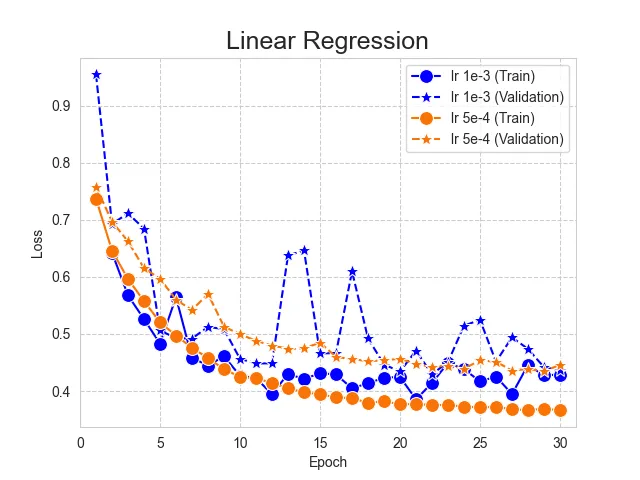 Linear Regression
lr 1e-3 (Train)
lr 1e-3 (Validation)
lr 5e-4 (Train)
lr 5e-4 (Validation)
0.9
0.8
0.7
0.6
0.5
0.4
Loss
0 5 10 15 20 25 30
Epoch